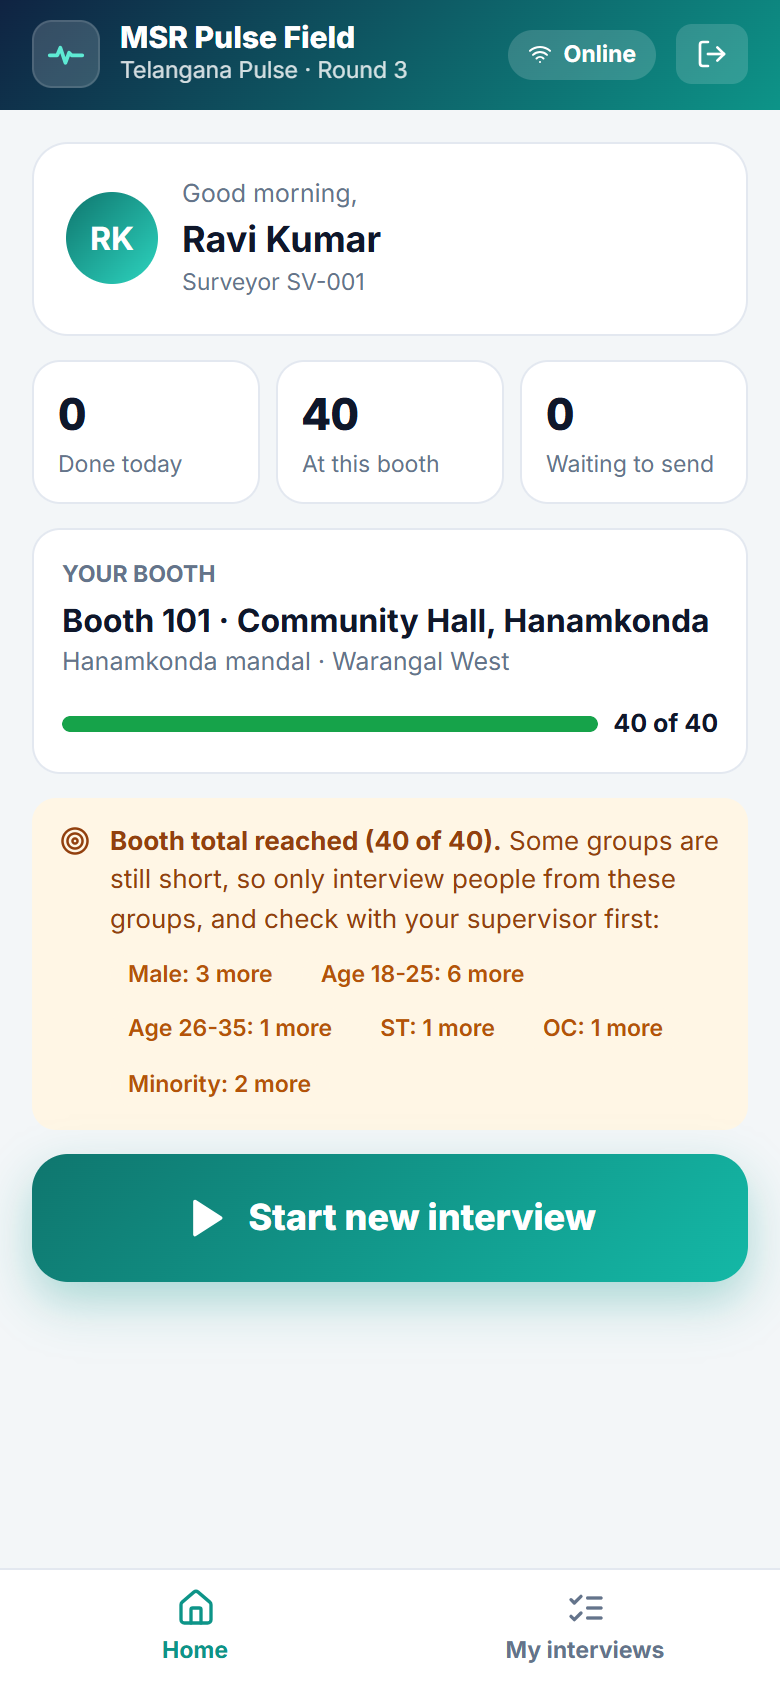 MSR Pulse Field
Telangana Pulse · Round 3
Online
RK
Good morning,
Ravi Kumar
Surveyor SV-001
0
Done today
40
At this booth
0
Waiting to send
YOUR BOOTH
Booth 101 · Community Hall, Hanamkonda
Hanamkonda mandal · Warangal West
40 of 40
Booth total reached (40 of 40). Some groups are
still short, so only interview people from these
groups, and check with your supervisor first:
Male: 3 more Age 18-25: 6 more
Age 26-35: 1 more ST: 1 more OC: 1 more
Minority: 2 more
Start new interview
Home
My interviews